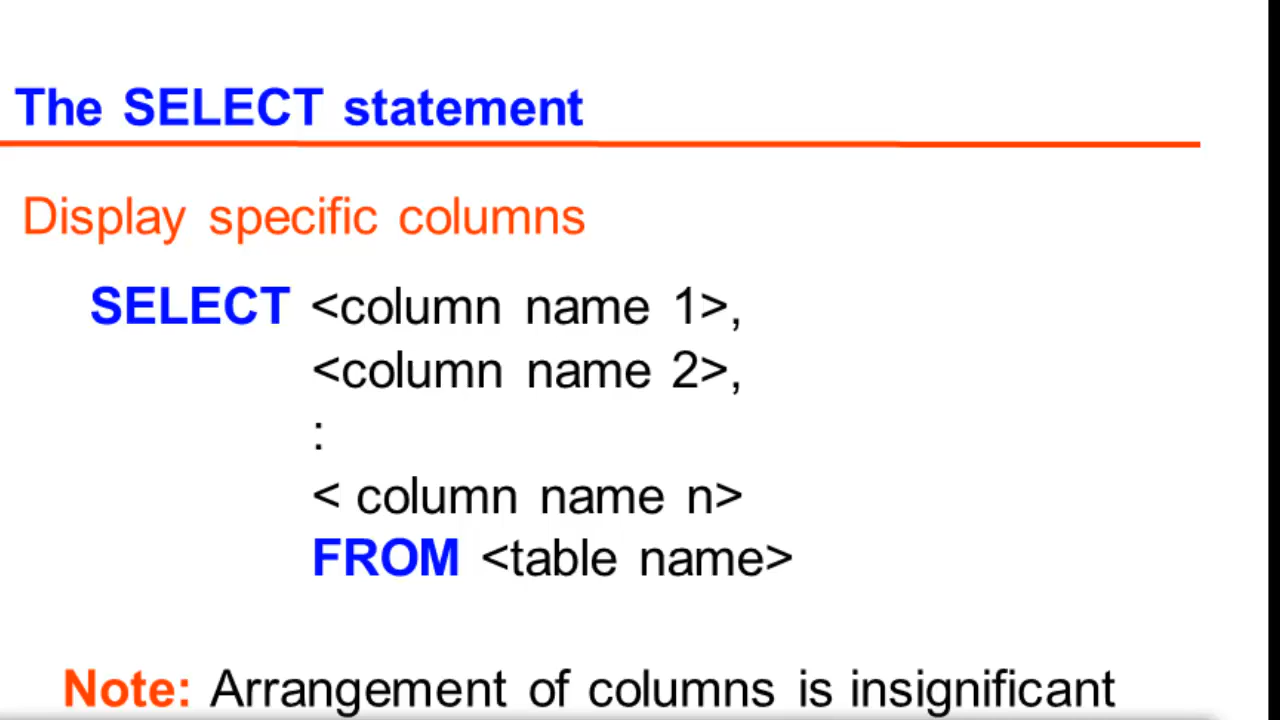 The SELECT statement
Display specific columns
SELECT <column name 1>,
<column name 2>,
:
< column name n>
FROM <table name>
Note: Arrangement of columns is insignificant